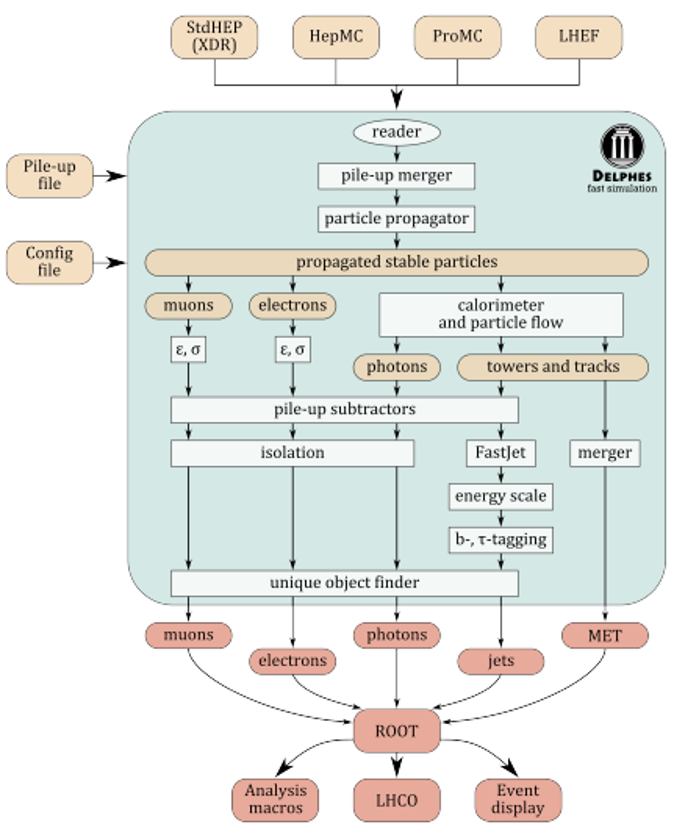 StdHEP
(XDR)
HepMC
ProMC
LHEF
reader
DELPHES
fast simulation
Pile-up
file
pile-up merger
particle propagator
Config
file
propagated stable particles
muons
electrons
calorimeter
and particle flow
ε, σ
ε, σ
photons
towers and tracks
pile-up subtractors
isolation
FastJet
merger
energy scale
b-, τ-tagging
unique object finder
muons
electrons
photons
jets
MET
ROOT
Analysis
macros
LHCO
Event
display